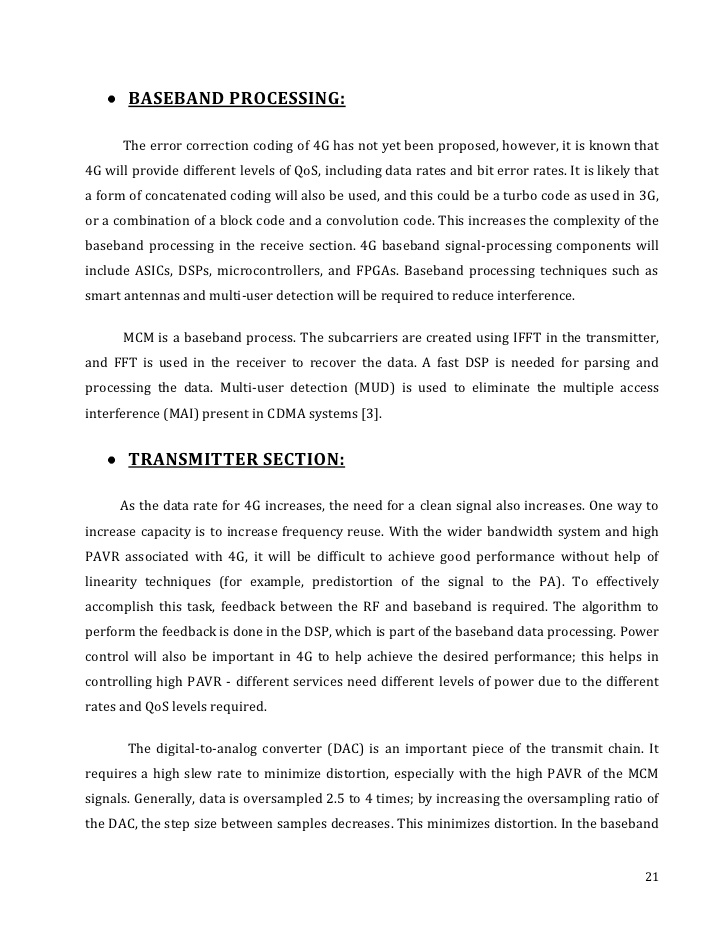 • BASEBAND PROCESSING:
The error correction coding of 4G has not yet been proposed, however, it is known that
4G will provide different levels of QoS, including data rates and bit error rates. It is likely that
a form of concatenated coding will also be used, and this could be a turbo code as used in 3G,
or a combination of a block code and a convolution code. This increases the complexity of the
baseband processing in the receive section. 4G baseband signal-processing components will
include ASICs, DSPs, microcontrollers, and FPGAs. Baseband processing techniques such as
smart antennas and multi-user detection will be required to reduce interference.
MCM is a baseband process. The subcarriers are created using IFFT in the transmitter,
and FFT is used in the receiver to recover the data. A fast DSP is needed for parsing and
processing the data. Multi-user detection (MUD) is used to eliminate the multiple access
interference (MAI) present in CDMA systems [3].
• TRANSMITTER SECTION:
As the data rate for 4G increases, the need for a clean signal also increases. One way to
increase capacity is to increase frequency reuse. With the wider bandwidth system and high
PAVR associated with 4G, it will be difficult to achieve good performance without help of
linearity techniques (for example, predistortion of the signal to the PA). To effectively
accomplish this task, feedback between the RF and baseband is required. The algorithm to
perform the feedback is done in the DSP, which is part of the baseband data processing. Power
control will also be important in 4G to help achieve the desired performance; this helps in
controlling high PAVR - different services need different levels of power due to the different
rates and QoS levels required.
The digital-to-analog converter (DAC) is an important piece of the transmit chain. It
requires a high slew rate to minimize distortion, especially with the high PAVR of the MCM
signals. Generally, data is oversampled 2.5 to 4 times; by increasing the oversampling ratio of
the DAC, the step size between samples decreases. This minimizes distortion. In the baseband
21